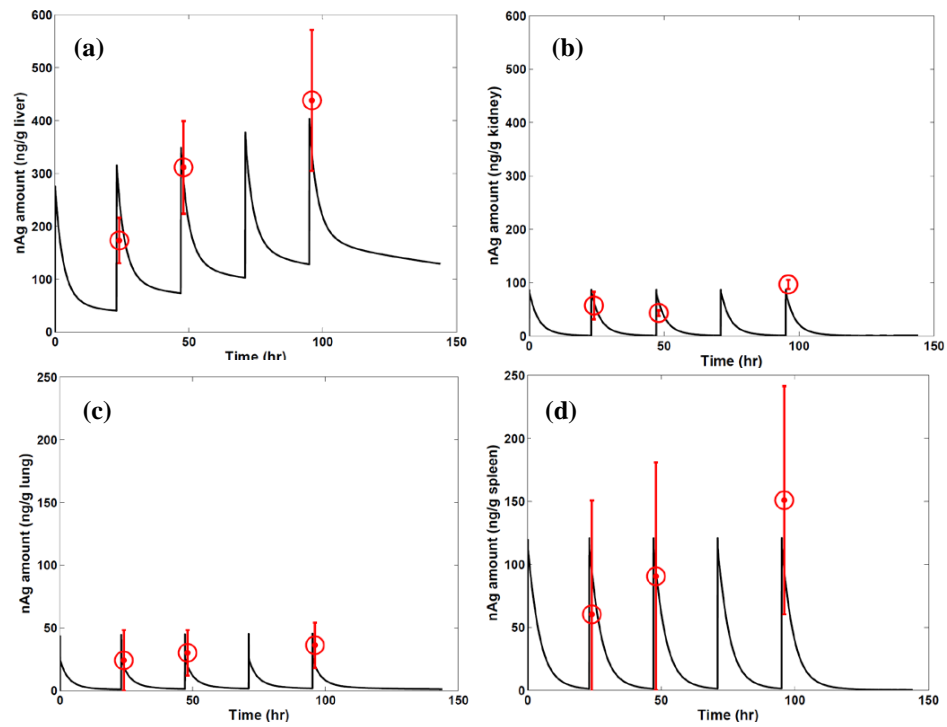 (a)
nAg amount (ng/g liver)
600
500
400
300
200
100
0
0 50 100 150
Time (hr)
(b)
nAg amount (ng/g kidney)
600
500
400
300
200
100
0
0 50 100 150
Time (hr)
(c)
nAg amount (ng/g lung)
250
200
150
100
50
0
0 50 100 150
Time (hr)
(d)
nAg amount (ng/g spleen)
250
200
150
100
50
0
0 50 100 150
Time (hr)